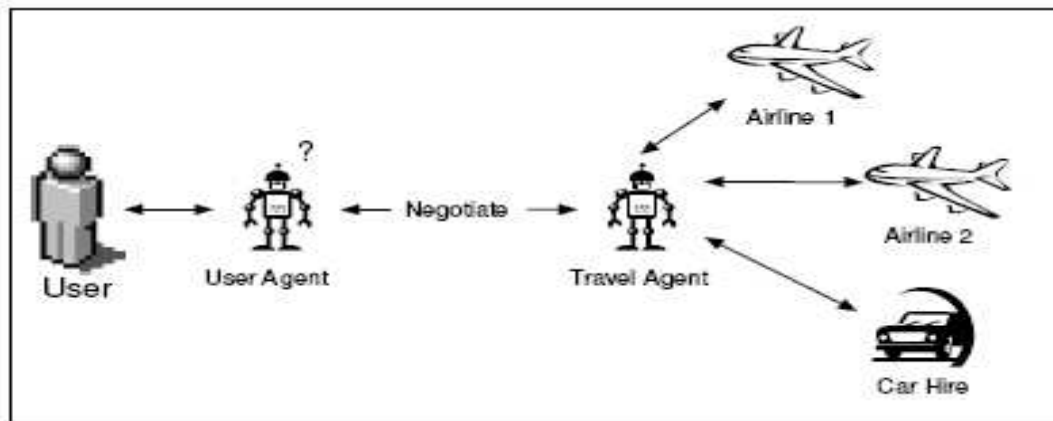 Airline 1
?
Negotiate
Airline 2
User Agent
Travel Agent
User
Car Hire